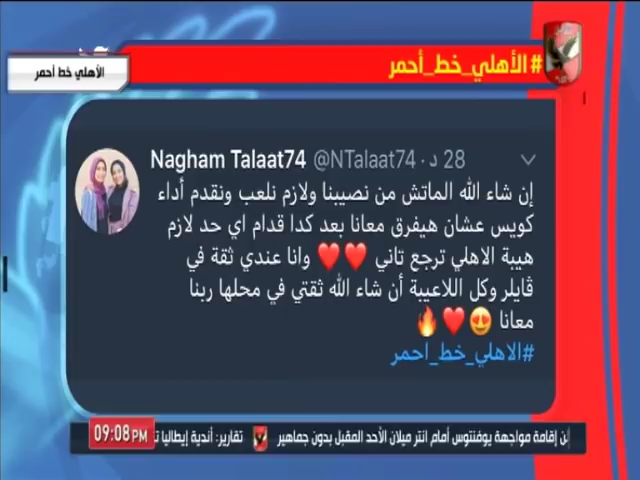 #الأهلي_خط_أحمر
الأهلي خط أحمر
Nagham Talaat74 @NTalaat74 · 28 د
إن شاء الله الماتش من نصيبنا ولازم نلعب ونقدم أداء
كويس عشان هيفرق معانا بعد كدا قدام اي حد لازم
هيبة الاهلي ترجع تاني ❤️ ❤️ وانا عندي ثقة في
ڤايلر وكل اللاعيبة أن شاء الله ثقتي في محلها ربنا
معانا 😍❤️🔥
#الاهلي_خط_احمر
إقامة مواجهة يوفنتوس أمام انتر ميلان الأحد المقبل بدون جماهير
تقارير: أندية إيطاليا
09:08 PM